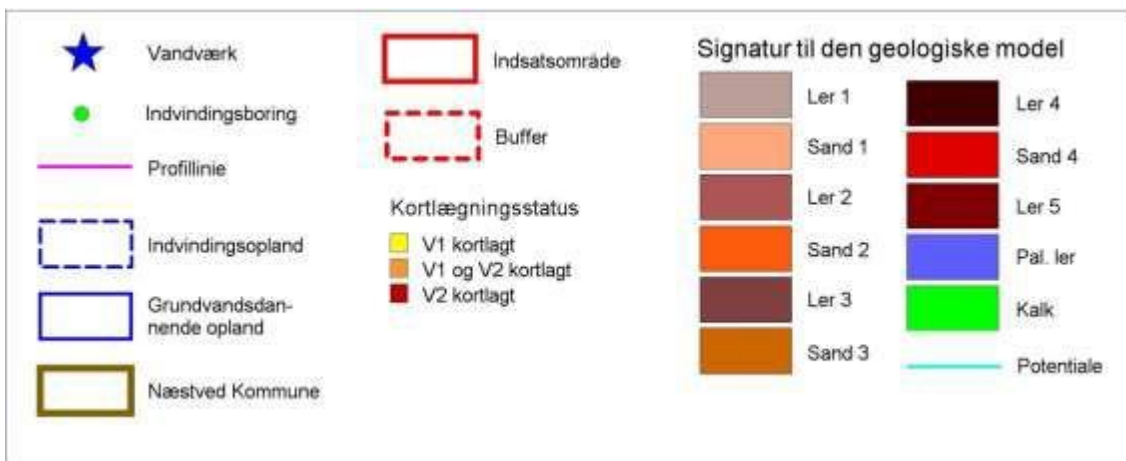 Vandværk
Indvindingsboring
Profillinie
Indvindingsopland
Grundvandsdan-
nende opland
Næstved Kommune
Indsatsområde
Buffer
Kortlægningsstatus
V1 kortlagt
V1 og V2 kortlagt
V2 kortlagt
Signatur til den geologiske model
Ler 1
Sand 1
Ler 2
Sand 2
Ler 3
Sand 3
Ler 4
Sand 4
Ler 5
Pal. ler
Kalk
Potentiale